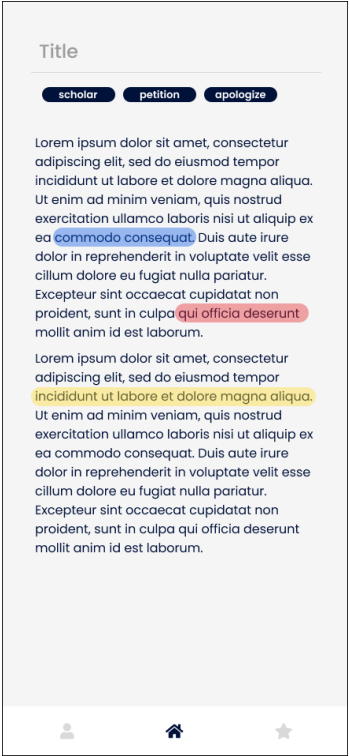 Title
scholar petition apologize
Lorem ipsum dolor sit amet, consectetur
adipiscing elit, sed do eiusmod tempor
incididunt ut labore et dolore magna aliqua.
Ut enim ad minim veniam, quis nostrud
exercitation ullamco laboris nisi ut aliquip ex
ea commodo consequat. Duis aute irure
dolor in reprehenderit in voluptate velit esse
cillum dolore eu fugiat nulla pariatur.
Excepteur sint occaecat cupidatat non
proident, sunt in culpa qui officia deserunt
mollit anim id est laborum.
Lorem ipsum dolor sit amet, consectetur
adipiscing elit, sed do eiusmod tempor
incididunt ut labore et dolore magna aliqua.
Ut enim ad minim veniam, quis nostrud
exercitation ullamco laboris nisi ut aliquip ex
ea commodo consequat. Duis aute irure
dolor in reprehenderit in voluptate velit esse
cillum dolore eu fugiat nulla pariatur.
Excepteur sint occaecat cupidatat non
proident, sunt in culpa qui officia deserunt
mollit anim id est laborum.